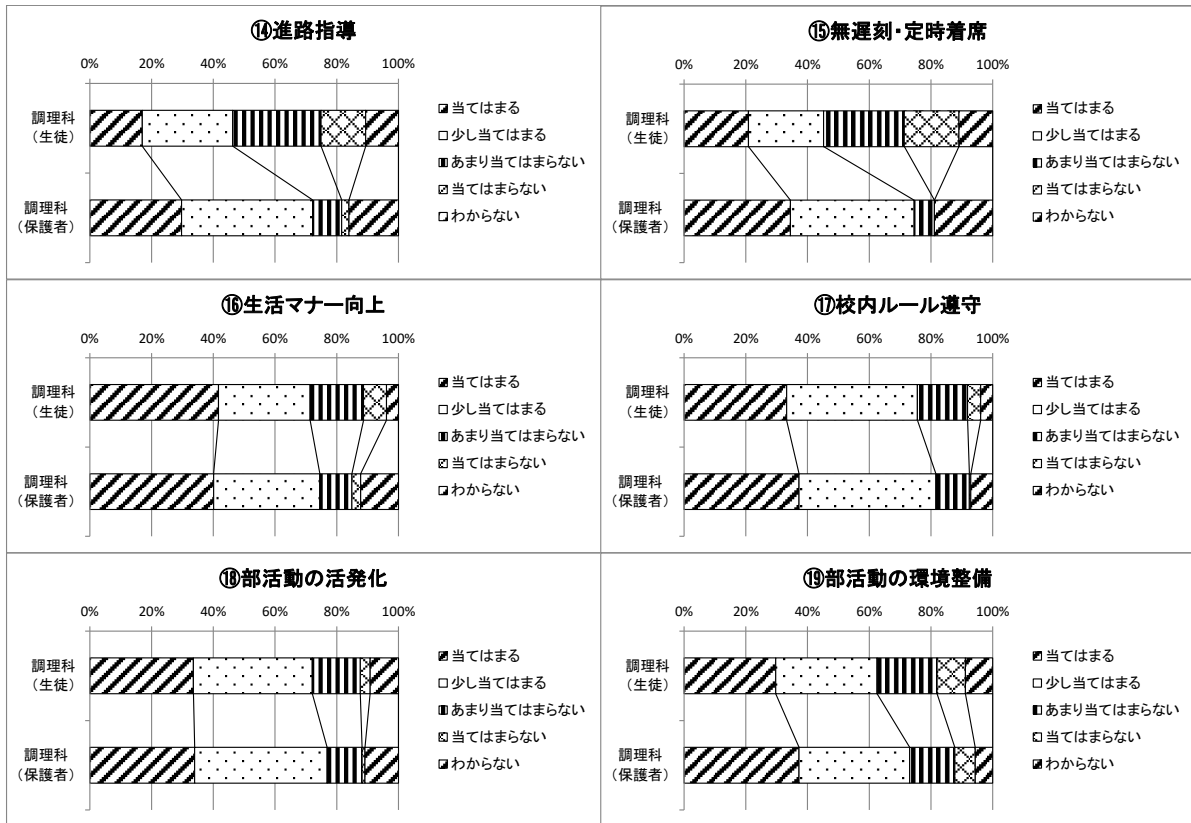 ⑭進路指導
0% 20% 40% 60% 80% 100%
調理科
（生徒）
調理科
（保護者）
当てはまる
少し当てはまる
あまり当てはまらない
当てはまらない
わからない
⑮無遅刻・定時着席
0% 20% 40% 60% 80% 100%
調理科
（生徒）
調理科
（保護者）
当てはまる
少し当てはまる
あまり当てはまらない
当てはまらない
わからない
⑯生活マナー向上
0% 20% 40% 60% 80% 100%
調理科
（生徒）
調理科
（保護者）
当てはまる
少し当てはまる
あまり当てはまらない
当てはまらない
わからない
⑰校内ルール遵守
0% 20% 40% 60% 80% 100%
調理科
（生徒）
調理科
（保護者）
当てはまる
少し当てはまる
あまり当てはまらない
当てはまらない
わからない
⑱部活動の活発化
0% 20% 40% 60% 80% 100%
調理科
（生徒）
調理科
（保護者）
当てはまる
少し当てはまる
あまり当てはまらない
当てはまらない
わからない
⑲部活動の環境整備
0% 20% 40% 60% 80% 100%
調理科
（生徒）
調理科
（保護者）
当てはまる
少し当てはまる
あまり当てはまらない
当てはまらない
わからない